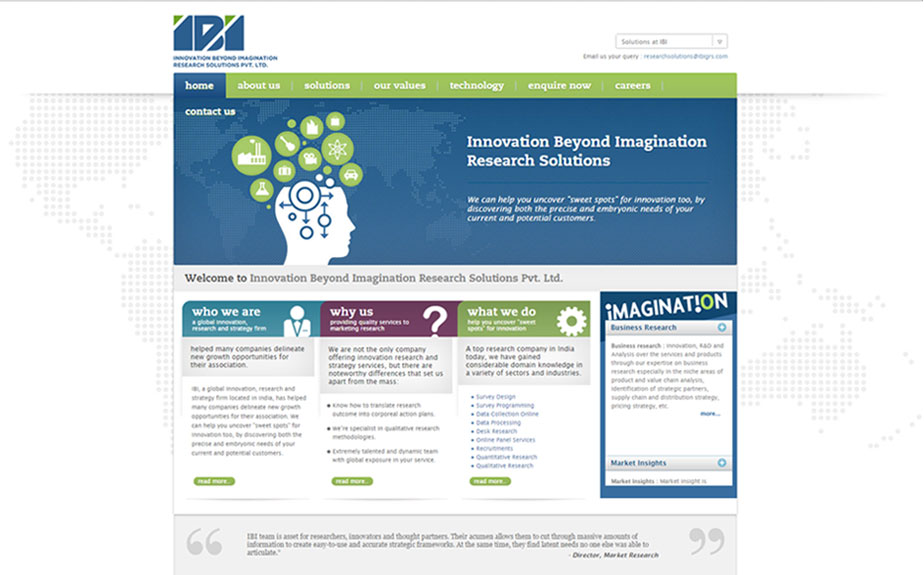 IBI
INNOVATION BEYOND IMAGINATION
RESEARCH SOLUTIONS PVT. LTD.
Solutions at IBI
Email us your query : researchsolutions@ibigrs.com
home
about us
solutions
our values
technology
enquire now
careers
contact us
Innovation Beyond Imagination
Research Solutions
We can help you uncover "sweet spots" for innovation too, by
discovering both the precise and embryonic needs of your
current and potential customers.
Welcome to Innovation Beyond Imagination Research Solutions Pvt. Ltd.
who we are
a global innovation,
research and strategy firm
helped many companies delineate
new growth opportunities for
their association.
IBI, a global innovation, research and
strategy firm located in india, has helped
many companies delineate new growth
opportunities for their association. We
can help you uncover "sweet spots" for
innovation too, by discovering both the
precise and embryonic needs of your
current and potential customers.
read more..
why us
providing quality services to
marketing research
?
We are not the only company
offering innovation research and
strategy services, but there are
noteworthy differences that set us
apart from the mass:
Know how to translate research
outcome into corporeal action plans.
We're specialist in qualitative research
methodologies.
Extremely talented and dynamic team
with global exposure in your service.
read more..
what we do
help you uncover "sweet
spots" for innovation
A top research company in India
today, we have gained
considerable domain knowledge in
a variety of sectors and industries.
Survey Design
Survey Programming
Data Collection Online
Data Processing
Desk Research
Online Panel Services
Recruitments
Quantitative Research
Qualitative Research
read more..
iMAGINAT!ON
Business Research
Business research : Innovation, R&D and
Analysis over the services and products
through our expertise on business
research especially in the niche areas of
product and value chain analysis,
identification of strategic partners,
supply chain and distribution strategy,
pricing strategy, etc.
more...
Market Insights
Market Insights : Market insight is
IBI team is asset for researchers, innovators and thought partners. Their acumen allows them to cut through massive amounts of
information to create easy-to-use and accurate strategic frameworks. At the same time, they find latent needs no one else was able to
articulate."
- Director, Market Research